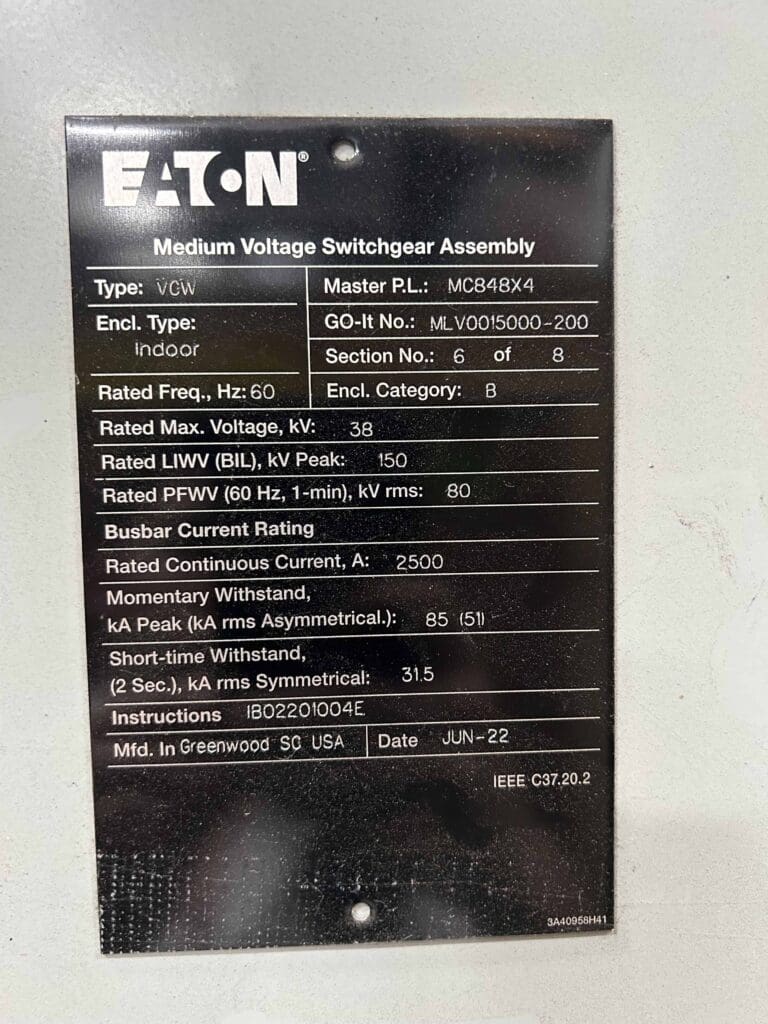 EATON®
Medium Voltage Switchgear Assembly
Type: VCW
Master P.L.: MC848X4
Encl. Type:
Indoor
GO-It No.: MLV0015000-200
Section No.: 6 of 8
Rated Freq., Hz: 60
Encl. Category: B
Rated Max. Voltage, kV: 38
Rated LIWV (BIL), kV Peak: 150
Rated PFWV (60 Hz, 1-min), kV rms: 80
Busbar Current Rating
Rated Continuous Current, A: 2500
Momentary Withstand,
kA Peak (kA rms Asymmetrical.): 85 (51)
Short-time Withstand,
(2 Sec.), kA rms Symmetrical: 31.5
Instructions IB02201004E
Mfd. In Greenwood SC USA
Date JUN-22
IEEE C37.20.2
3A40958H41